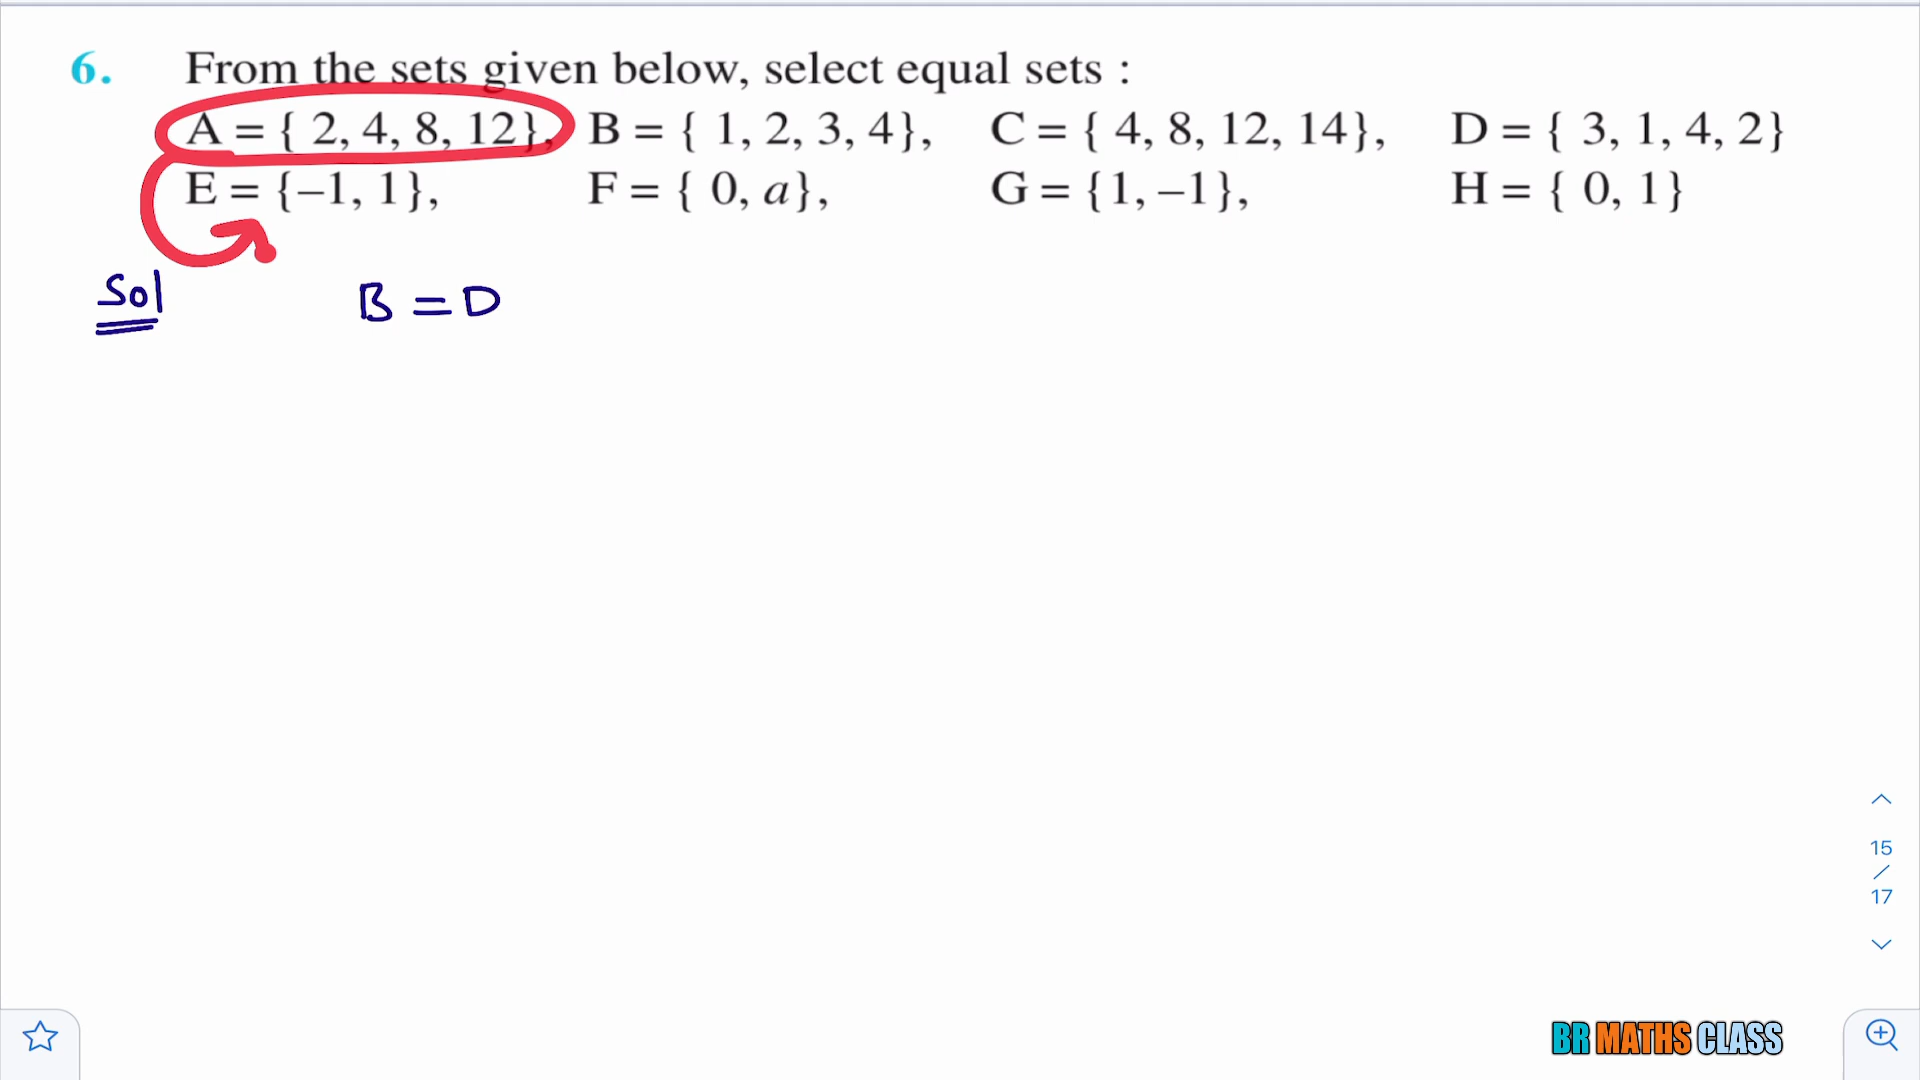 6. From the sets given below, select equal sets :
A = { 2, 4, 8, 12}, B = { 1, 2, 3, 4}, C = { 4, 8, 12, 14}, D = { 3, 1, 4, 2}
E = {–1, 1}, F = { 0, a}, G = {1, –1}, H = { 0, 1}
Sol B = D
15
/
17
BR MATHS CLASS